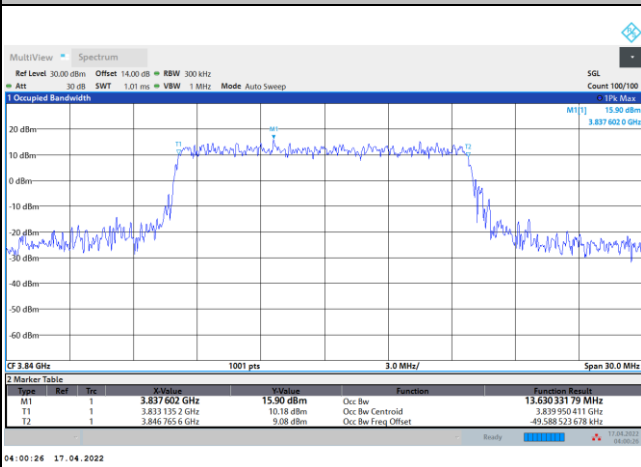 MultiView Spectrum
Ref Level 30.00 dBm Offset 14.00 dB RBW 300 kHz SGL
Att 30 dB SWT 1.01 ms VBW 1 MHz Mode Auto Sweep Count 100/100
1 Occupied Bandwidth 1Pk Max
M1[1] 15.90 dBm
3.837 602 0 GHz
20 dBm
M1
T1 T2
10 dBm
0 dBm
-10 dBm
-20 dBm
-30 dBm
-40 dBm
-50 dBm
-60 dBm
CF 3.84 GHz 1001 pts 3.0 MHz/ Span 30.0 MHz
2 Marker Table
Type Ref Trc X-Value Y-Value Function Function Result
M1 1 3.837 602 GHz 15.90 dBm Occ Bw 13.630 331 79 MHz
T1 1 3.833 135 2 GHz 10.18 dBm Occ Bw Centroid 3.839 950 411 GHz
T2 1 3.846 765 6 GHz 9.08 dBm Occ Bw Freq Offset -49.588 523 678 kHz
Ready 17.04.2022
04:00:26
04:00:26 17.04.2022